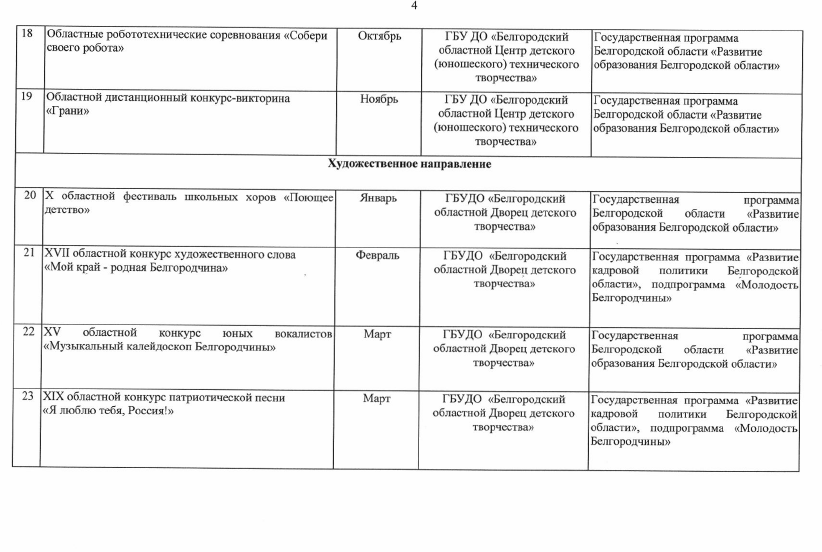 4
18 Областные робототехнические соревнования «Собери Октябрь ГБУ ДО «Белгородский Государственная программа
своего робота» областной Центр детского Белгородской области «Развитие
(юношеского) технического образования Белгородской области»
творчества»
19 Областной дистанционный конкурс-викторина Ноябрь ГБУ ДО «Белгородский Государственная программа
«Грани» областной Центр детского Белгородской области «Развитие
(юношеского) технического образования Белгородской области»
творчества»
Художественное направление
20 X областной фестиваль школьных хоров «Поющее Январь ГБУДО «Белгородский Государственная программа
детство» областной Дворец детского Белгородской области «Развитие
творчества» образования Белгородской области»
21 XVII областной конкурс художественного слова Февраль ГБУДО «Белгородский Государственная программа «Развитие
«Мой край - родная Белгородчина» областной Дворец детского кадровой политики Белгородской
творчества» области», подпрограмма «Молодость
Белгородчины»
22 XV областной конкурс юных вокалистов Март ГБУДО «Белгородский Государственная программа
«Музыкальный калейдоскоп Белгородчины» областной Дворец детского Белгородской области «Развитие
творчества» образования Белгородской области»
23 XIX областной конкурс патриотической песни Март ГБУДО «Белгородский Государственная программа «Развитие
«Я люблю тебя, Россия!» областной Дворец детского кадровой политики Белгородской
творчества» области», подпрограмма «Молодость
Белгородчины»